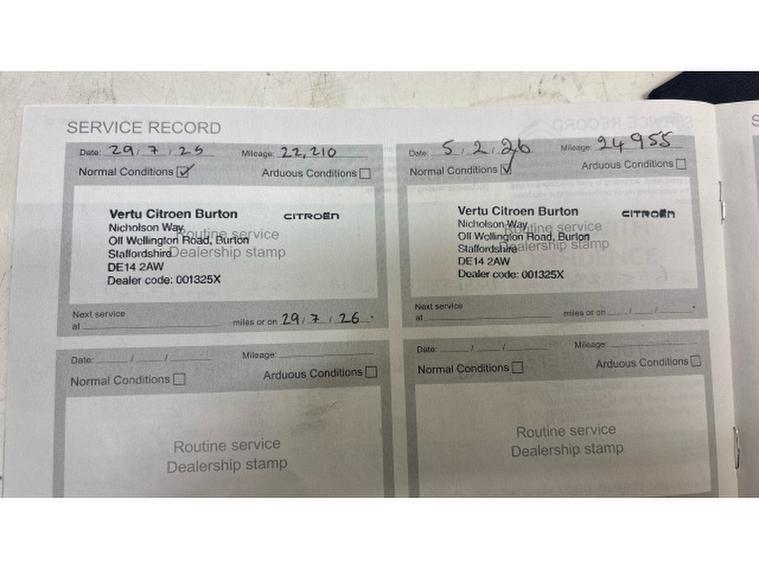 SERVICE RECORD
Date: 29.7.25 Mileage: 22,210
Normal Conditions ☑ Arduous Conditions ☐
Vertu Citroen Burton CITROËN
Nicholson Way,
Routine service
Off Wellington Road, Burton
Staffordshire
Dealership stamp
DE14 2AW
Dealer code: 001325X
Next service
at miles or on 29.7.26.
Date: 5.2.26 Mileage: 24955
Normal Conditions ☑ Arduous Conditions ☐
Vertu Citroen Burton CITROËN
Nicholson Way
Routine service
Off Wellington Road, Burton
Staffordshire
Dealership stamp
DE14 2AW
Dealer code: 001325X
Next service
at miles or on / /
Date: / / Mileage:
Normal Conditions ☐ Arduous Conditions ☐
Routine service
Dealership stamp
Date: / / Mileage:
Normal Conditions ☐ Arduous Conditions ☐
Routine service
Dealership stamp
S